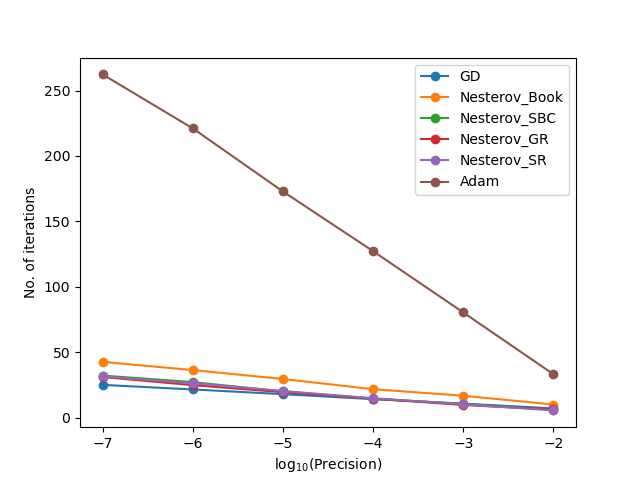 GD
Nesterov_Book
Nesterov_SBC
Nesterov_GR
Nesterov_SR
Adam
No. of iterations
250
200
150
100
50
0
−7 −6 −5 −4 −3 −2
log₁₀(Precision)